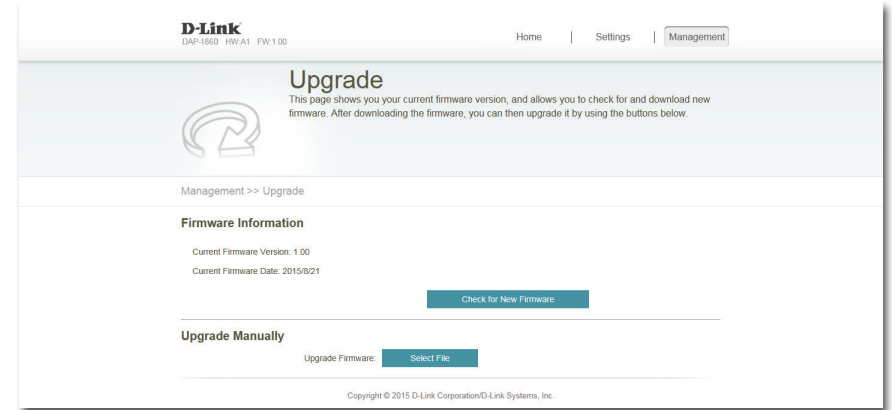 D-Link
DAP-1860 HW:A1 FW:1.00
Home | Settings | Management
Upgrade
This page shows you your current firmware version, and allows you to check for and download new
firmware. After downloading the firmware, you can then upgrade it by using the buttons below.
Management >> Upgrade
Firmware Information
Current Firmware Version: 1.00
Current Firmware Date: 2015/8/21
Check for New Firmware
Upgrade Manually
Upgrade Firmware: Select File
Copyright © 2015 D-Link Corporation/D-Link Systems, Inc.